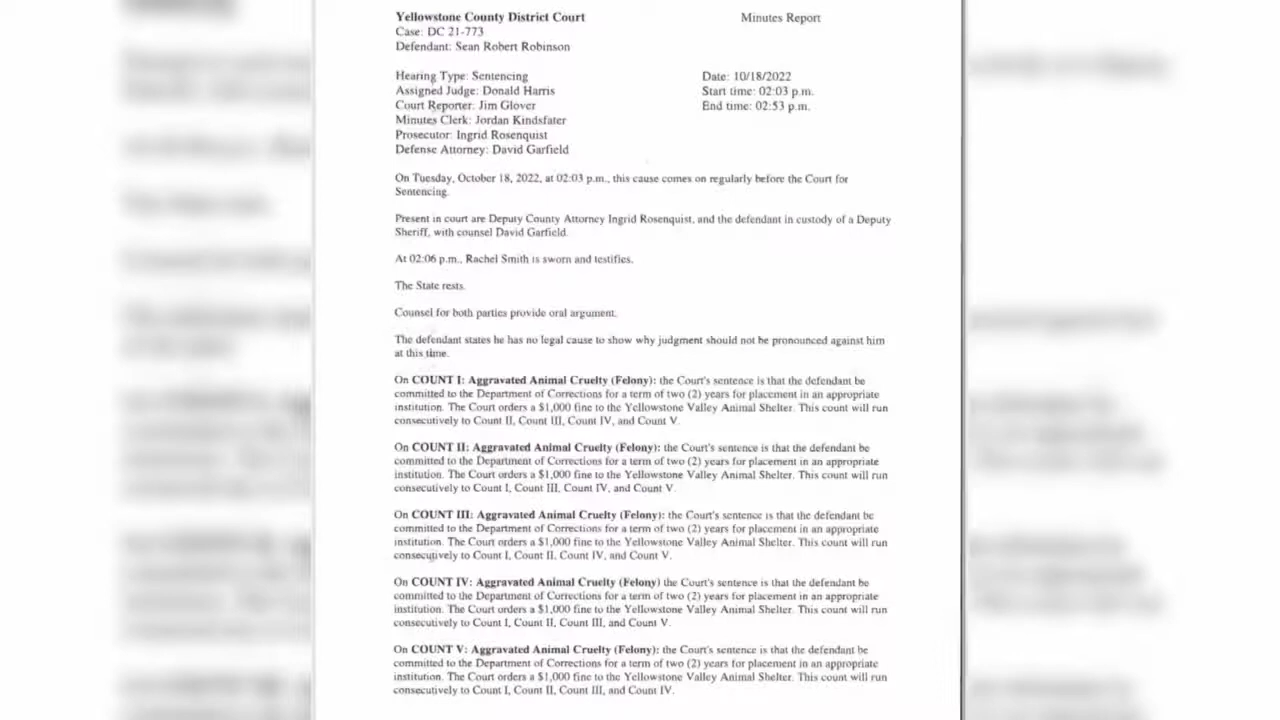 Yellowstone County District Court
Minutes Report
Case: DC 21-773
Defendant: Sean Robert Robinson
Hearing Type: Sentencing
Date: 10/18/2022
Assigned Judge: Donald Harris
Start time: 02:03 p.m.
Court Reporter: Jim Glover
End time: 02:53 p.m.
Minutes Clerk: Jordan Kindsfater
Prosecutor: Ingrid Rosenquist
Defense Attorney: David Garfield
On Tuesday, October 18, 2022, at 02:03 p.m., this cause comes on regularly before the Court for
Sentencing.
Present in court are Deputy County Attorney Ingrid Rosenquist, and the defendant in custody of a Deputy
Sheriff, with counsel David Garfield.
At 02:06 p.m., Rachel Smith is sworn and testifies.
The State rests.
Counsel for both parties provide oral argument.
The defendant states he has no legal cause to show why judgment should not be pronounced against him
at this time.
On COUNT I: Aggravated Animal Cruelty (Felony): the Court's sentence is that the defendant be
committed to the Department of Corrections for a term of two (2) years for placement in an appropriate
institution. The Court orders a $1,000 fine to the Yellowstone Valley Animal Shelter. This count will run
consecutively to Count II, Count III, Count IV, and Count V.
On COUNT II: Aggravated Animal Cruelty (Felony): the Court's sentence is that the defendant be
committed to the Department of Corrections for a term of two (2) years for placement in an appropriate
institution. The Court orders a $1,000 fine to the Yellowstone Valley Animal Shelter. This count will run
consecutively to Count I, Count III, Count IV, and Count V.
On COUNT III: Aggravated Animal Cruelty (Felony): the Court's sentence is that the defendant be
committed to the Department of Corrections for a term of two (2) years for placement in an appropriate
institution. The Court orders a $1,000 fine to the Yellowstone Valley Animal Shelter. This count will run
consecutively to Count I, Count II, Count IV, and Count V.
On COUNT IV: Aggravated Animal Cruelty (Felony) the Court's sentence is that the defendant be
committed to the Department of Corrections for a term of two (2) years for placement in an appropriate
institution. The Court orders a $1,000 fine to the Yellowstone Valley Animal Shelter. This count will run
consecutively to Count I, Count II, Count III, and Count V.
On COUNT V: Aggravated Animal Cruelty (Felony): the Court's sentence is that the defendant be
committed to the Department of Corrections for a term of two (2) years for placement in an appropriate
institution. The Court orders a $1,000 fine to the Yellowstone Valley Animal Shelter. This count will run
consecutively to Count I, Count II, Count III, and Count IV.